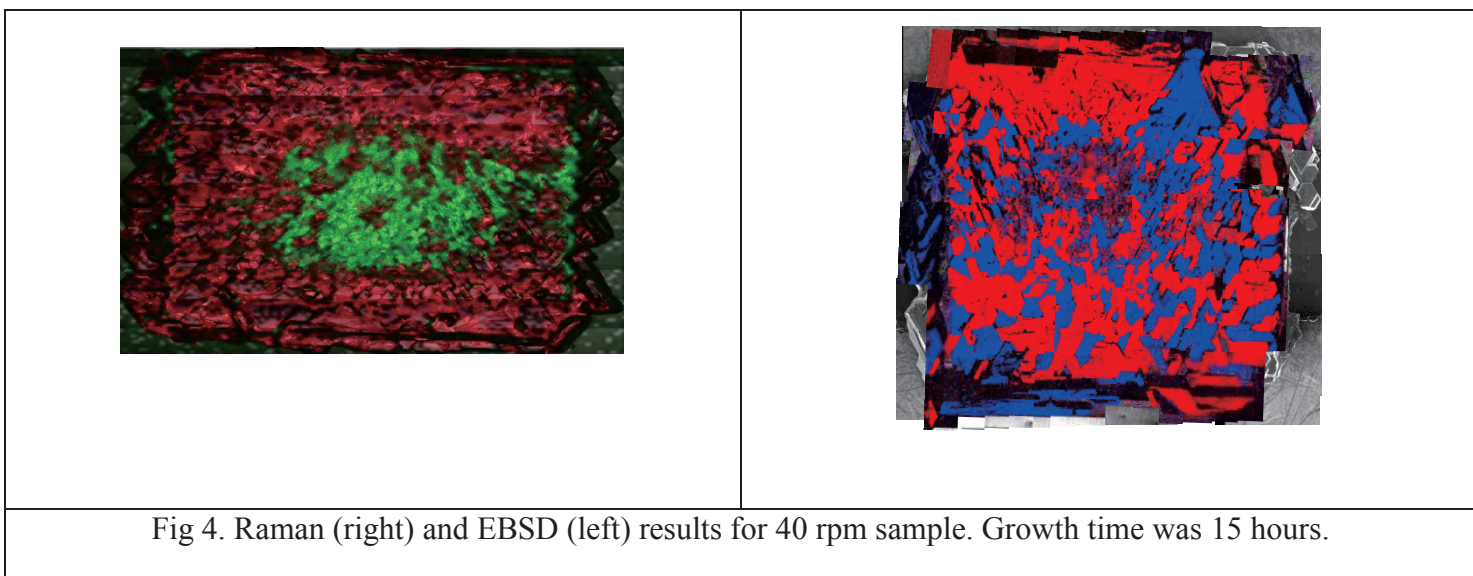 Fig 4. Raman (right) and EBSD (left) results for 40 rpm sample. Growth time was 15 hours.